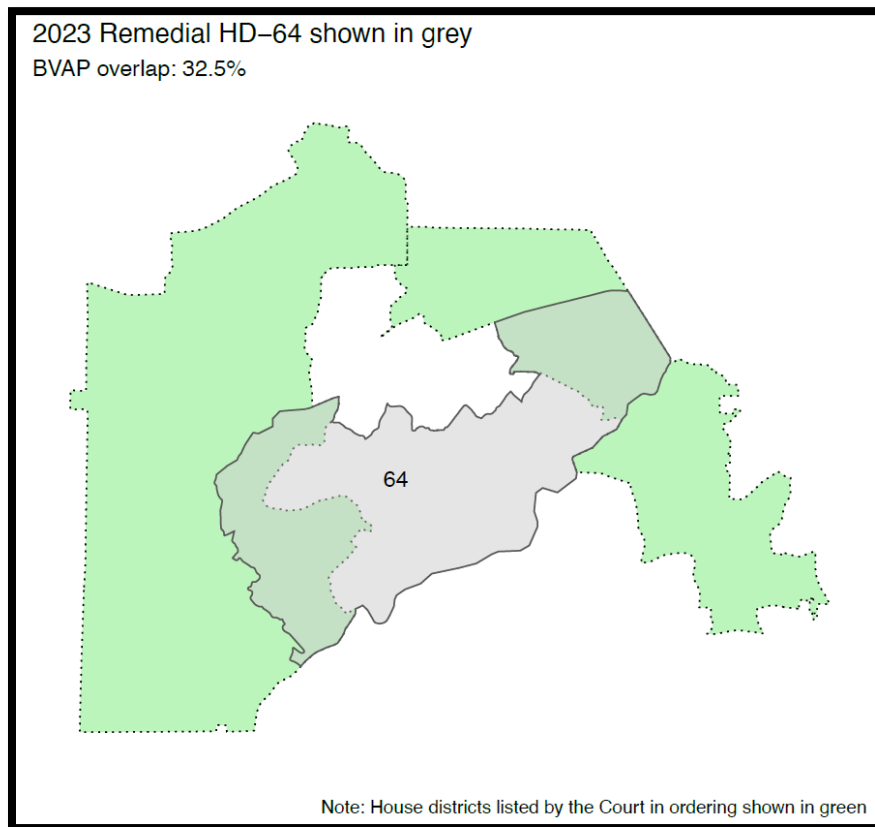 2023 Remedial HD−64 shown in grey
BVAP overlap: 32.5%
64
Note: House districts listed by the Court in ordering shown in green